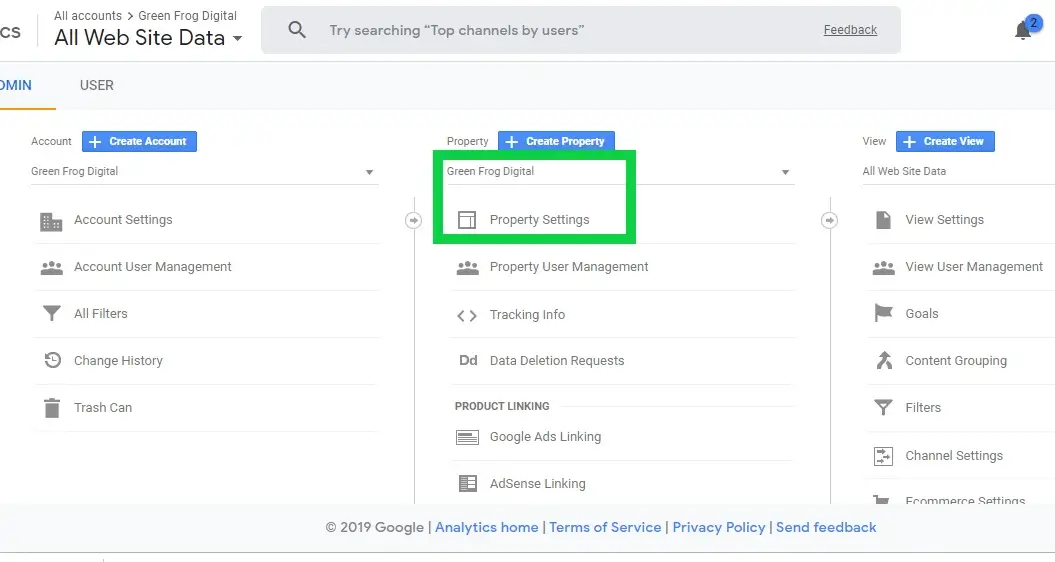 CS
All accounts > Green Frog Digital
All Web Site Data
Try searching “Top channels by users”
Feedback
2
DMIN
USER
Account
Create Account
Green Frog Digital
Account Settings
Account User Management
All Filters
Change History
Trash Can
Property
Create Property
Green Frog Digital
Property Settings
Property User Management
Tracking Info
Dd Data Deletion Requests
PRODUCT LINKING
Google Ads Linking
AdSense Linking
View
Create View
All Web Site Data
View Settings
View User Management
Goals
Content Grouping
Filters
Channel Settings
Ecommerce Settings
© 2019 Google | Analytics home | Terms of Service | Privacy Policy | Send feedback